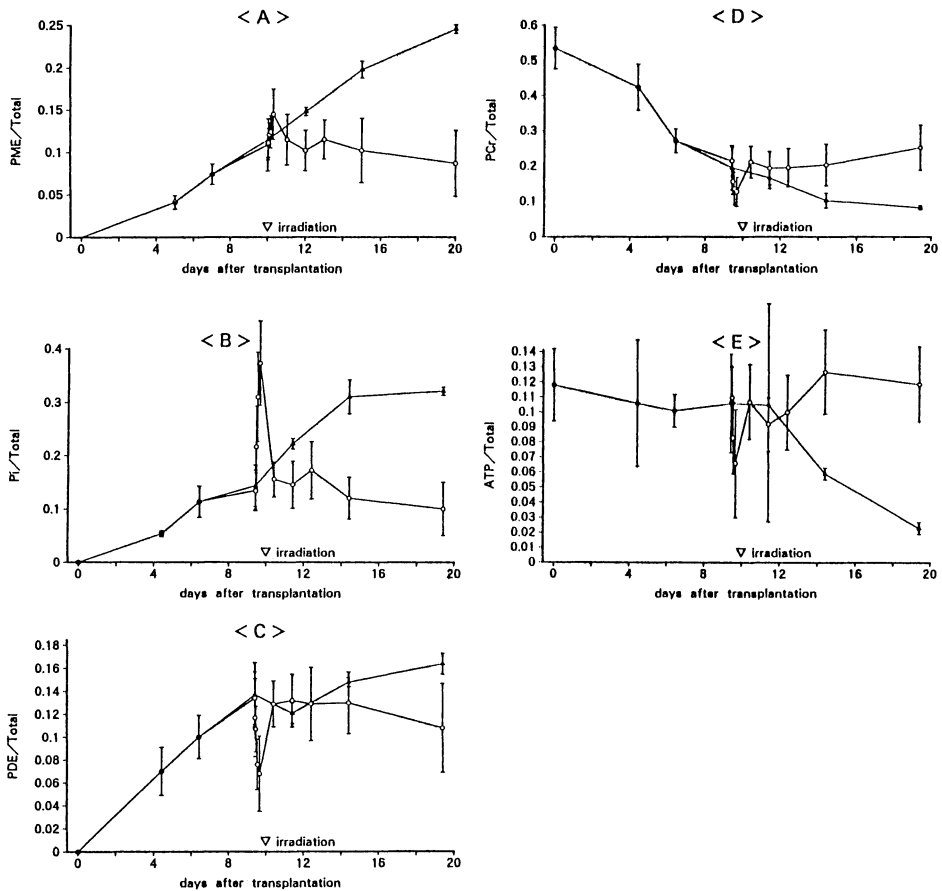 < A >
PME/Total
0.25
0.2
0.15
0.1
0.05
0
▽ irradiation
0 4 8 12 16 20
days after transplantation
< D >
PCr/Total
0.6
0.5
0.4
0.3
0.2
0.1
0
▽ irradiation
0 4 8 12 16 20
days after transplantation
< B >
Pi/Total
0.4
0.3
0.2
0.1
0
▽ irradiation
0 4 8 12 16 20
days after transplantation
< E >
ATP/Total
0.14
0.13
0.12
0.11
0.1
0.09
0.08
0.07
0.06
0.05
0.04
0.03
0.02
0.01
0
▽ irradiation
0 4 8 12 16 20
days after transplantation
< C >
PDE/Total
0.18
0.16
0.14
0.12
0.1
0.08
0.06
0.04
0.02
0
▽ irradiation
0 4 8 12 16 20
days after transplantation